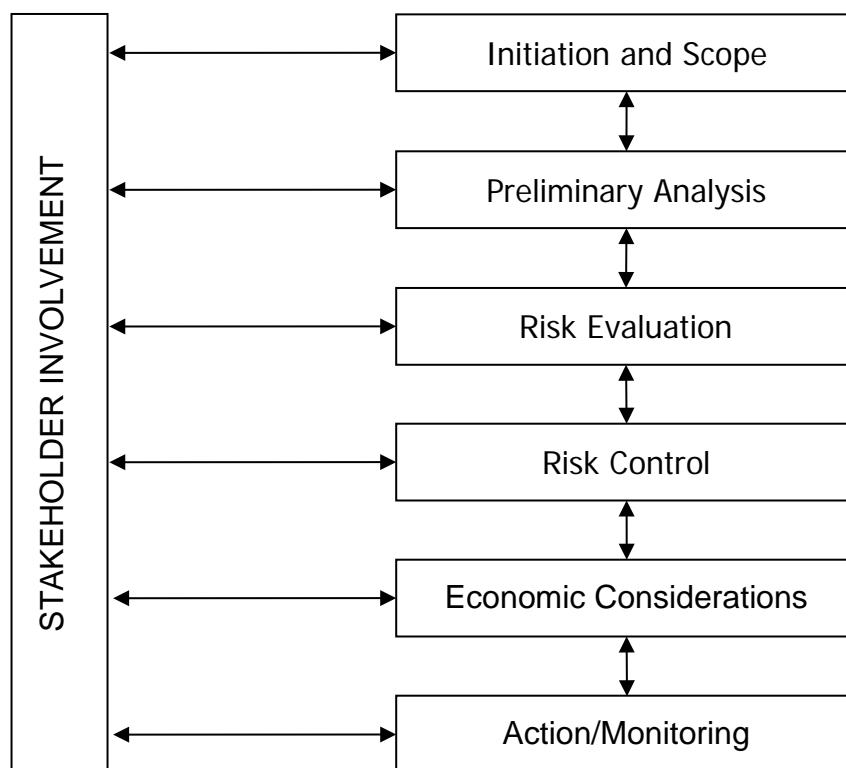 STAKEHOLDER INVOLVEMENT
Initiation and Scope
Preliminary Analysis
Risk Evaluation
Risk Control
Economic Considerations
Action/Monitoring